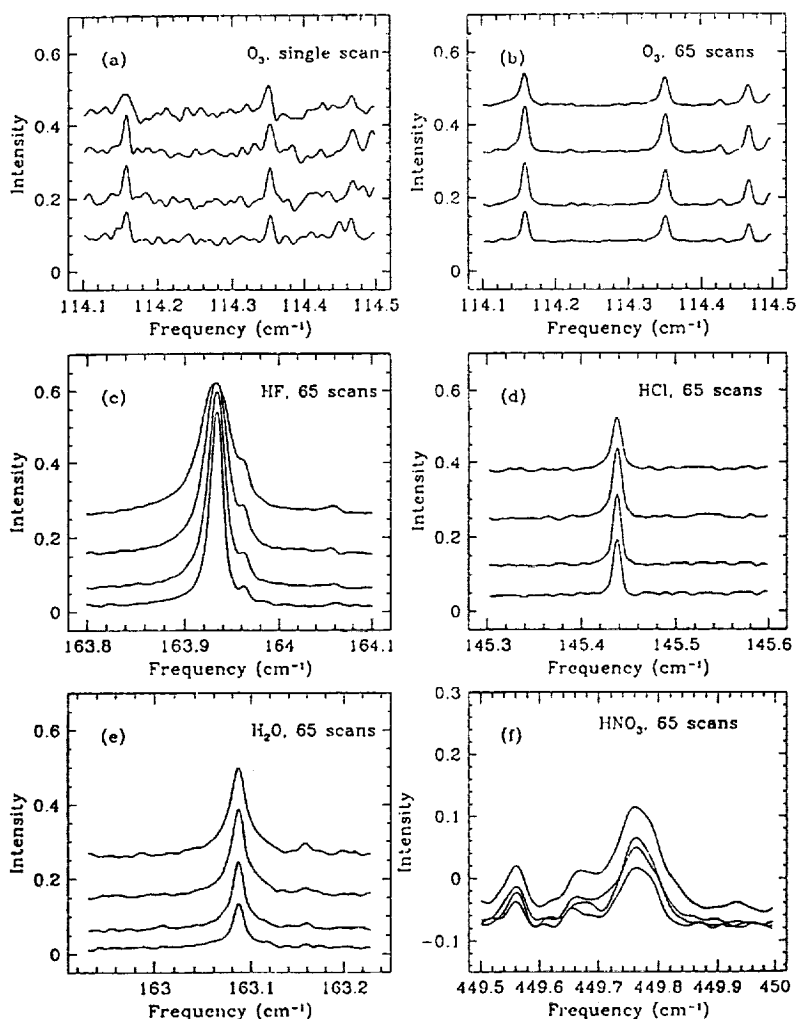 (a) O₃, single scan
0.6
0.4
0.2
0
Intensity
114.1 114.2 114.3 114.4 114.5
Frequency (cm⁻¹)
(b) O₃, 65 scans
0.6
0.4
0.2
0
Intensity
114.1 114.2 114.3 114.4 114.5
Frequency (cm⁻¹)
(c) HF, 65 scans
0.6
0.4
0.2
0
Intensity
163.8 163.9 164 164.1
Frequency (cm⁻¹)
(d) HCl, 65 scans
0.6
0.4
0.2
0
Intensity
145.3 145.4 145.5 145.6
Frequency (cm⁻¹)
(e) H₂O, 65 scans
0.6
0.4
0.2
0
Intensity
163 163.1 163.2
Frequency (cm⁻¹)
(f) HNO₃, 65 scans
0.3
0.2
0.1
0
-0.1
Intensity
449.5 449.6 449.7 449.8 449.9 450
Frequency (cm⁻¹)